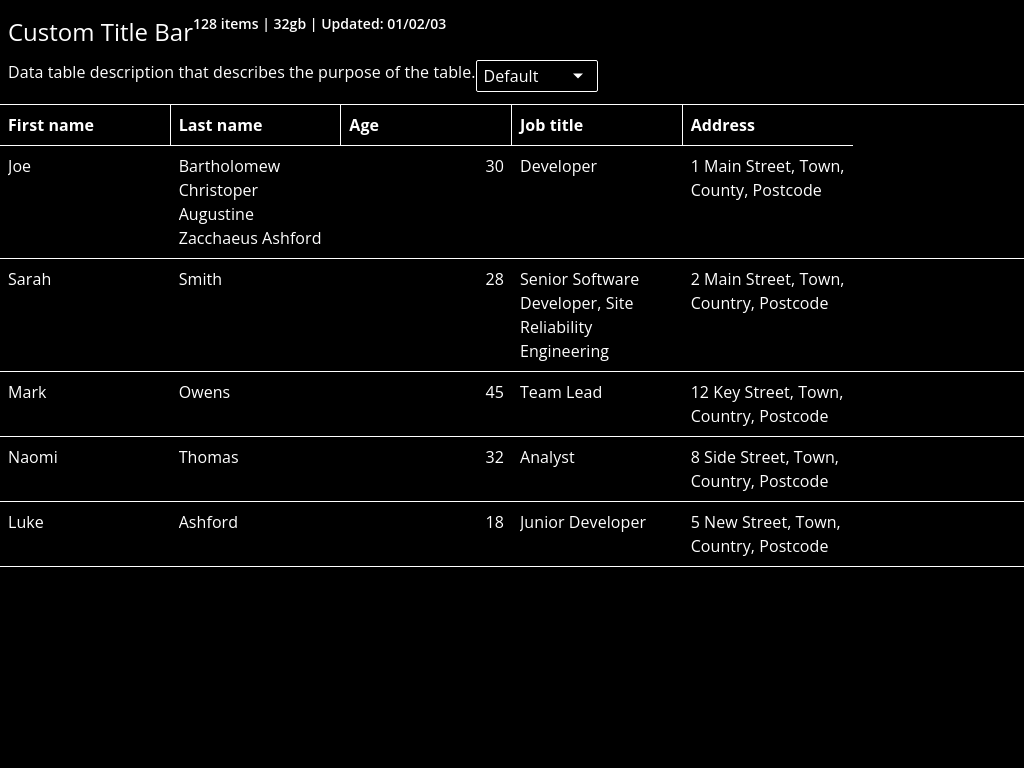 Custom Title Bar 128 items | 32gb | Updated: 01/02/03
Data table description that describes the purpose of the table. Default
First name Last name Age Job title Address
Joe Bartholomew 30 Developer 1 Main Street, Town,
Christoper County, Postcode
Augustine
Zacchaeus Ashford
Sarah Smith 28 Senior Software 2 Main Street, Town,
Developer, Site Country, Postcode
Reliability
Engineering
Mark Owens 45 Team Lead 12 Key Street, Town,
Country, Postcode
Naomi Thomas 32 Analyst 8 Side Street, Town,
Country, Postcode
Luke Ashford 18 Junior Developer 5 New Street, Town,
Country, Postcode